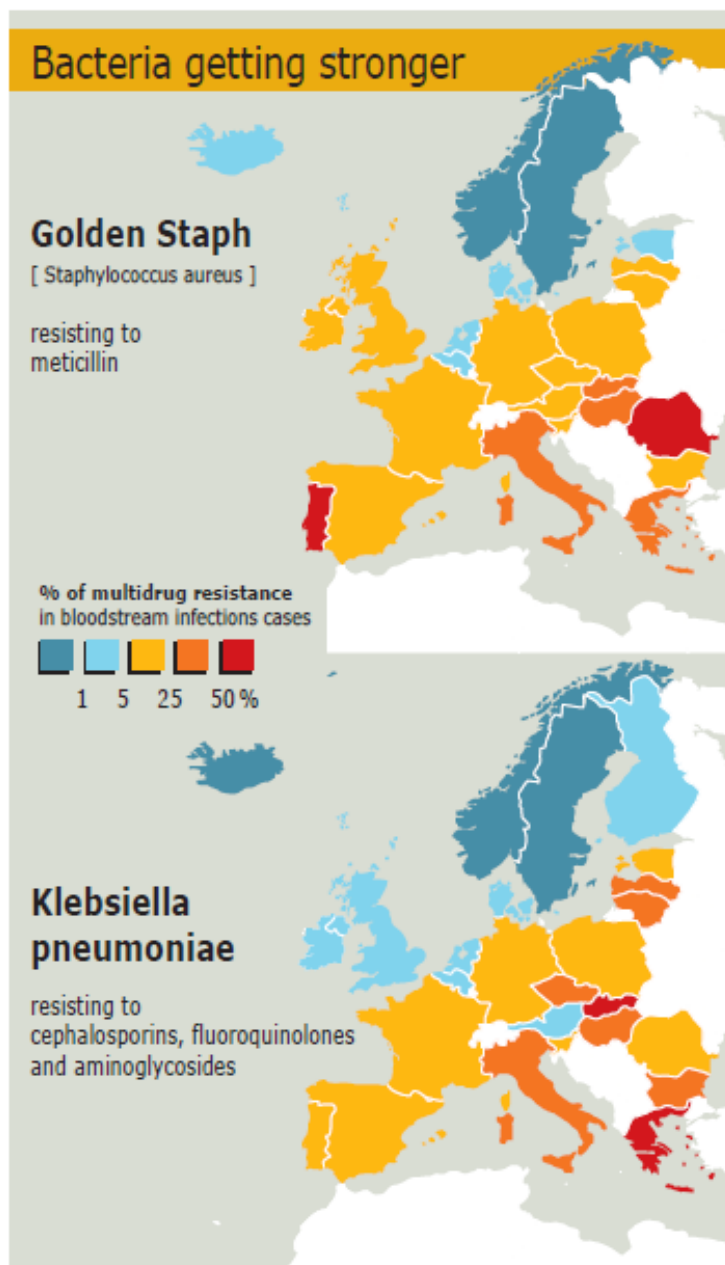 Bacteria getting stronger
Golden Staph
[ Staphylococcus aureus ]
resisting to
meticillin
% of multidrug resistance
in bloodstream infections cases
1 5 25 50 %
Klebsiella
pneumoniae
resisting to
cephalosporins, fluoroquinolones
and aminoglycosides